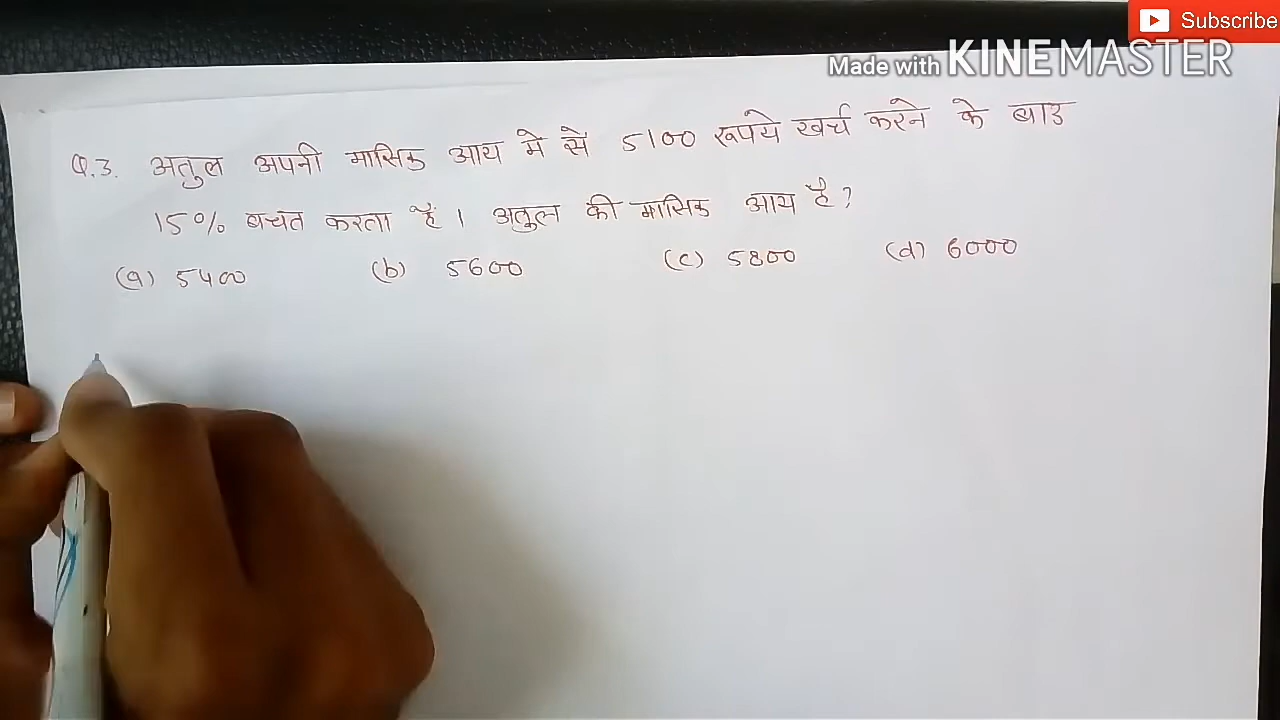 Subscribe
Made with KINEMASTER
Q.3. अतुल अपनी मासिक आय मे से 5100 रूपये खर्च करने के बाउ
15% बचत करता है । अतुल की मासिक आय है ?
(a) 5400 (b) 5600 (c) 5800 (d) 6000